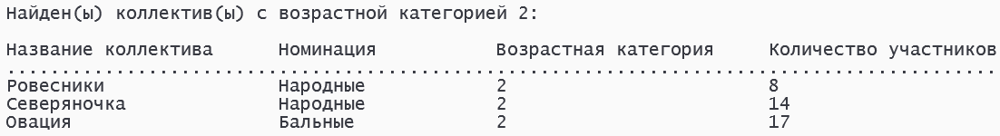 Найден(ы) коллектив(ы) с возрастной категорией 2:
Название коллектива Номинация Возрастная категория Количество участников
...........................................................................................
Ровесники Народные 2 8
Северяночка Народные 2 14
Овация Бальные 2 17